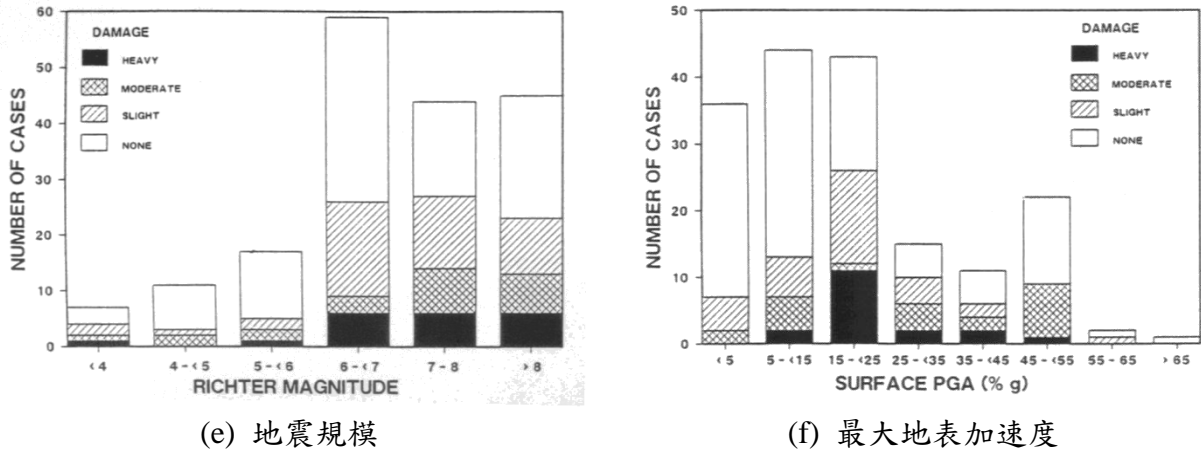 DAMAGE
HEAVY
MODERATE
SLIGHT
NONE
NUMBER OF CASES
60
50
40
30
20
10
0
< 4
4 - < 5
5 - < 6
6 - < 7
7 - 8
> 8
RICHTER MAGNITUDE
(e) 地震規模
DAMAGE
HEAVY
MODERATE
SLIGHT
NONE
NUMBER OF CASES
50
40
30
20
10
0
< 5
5 - <15
15 - <25
25 - <35
35 - <45
45 - <55
55 - 65
> 65
SURFACE PGA (% g)
(f) 最大地表加速度